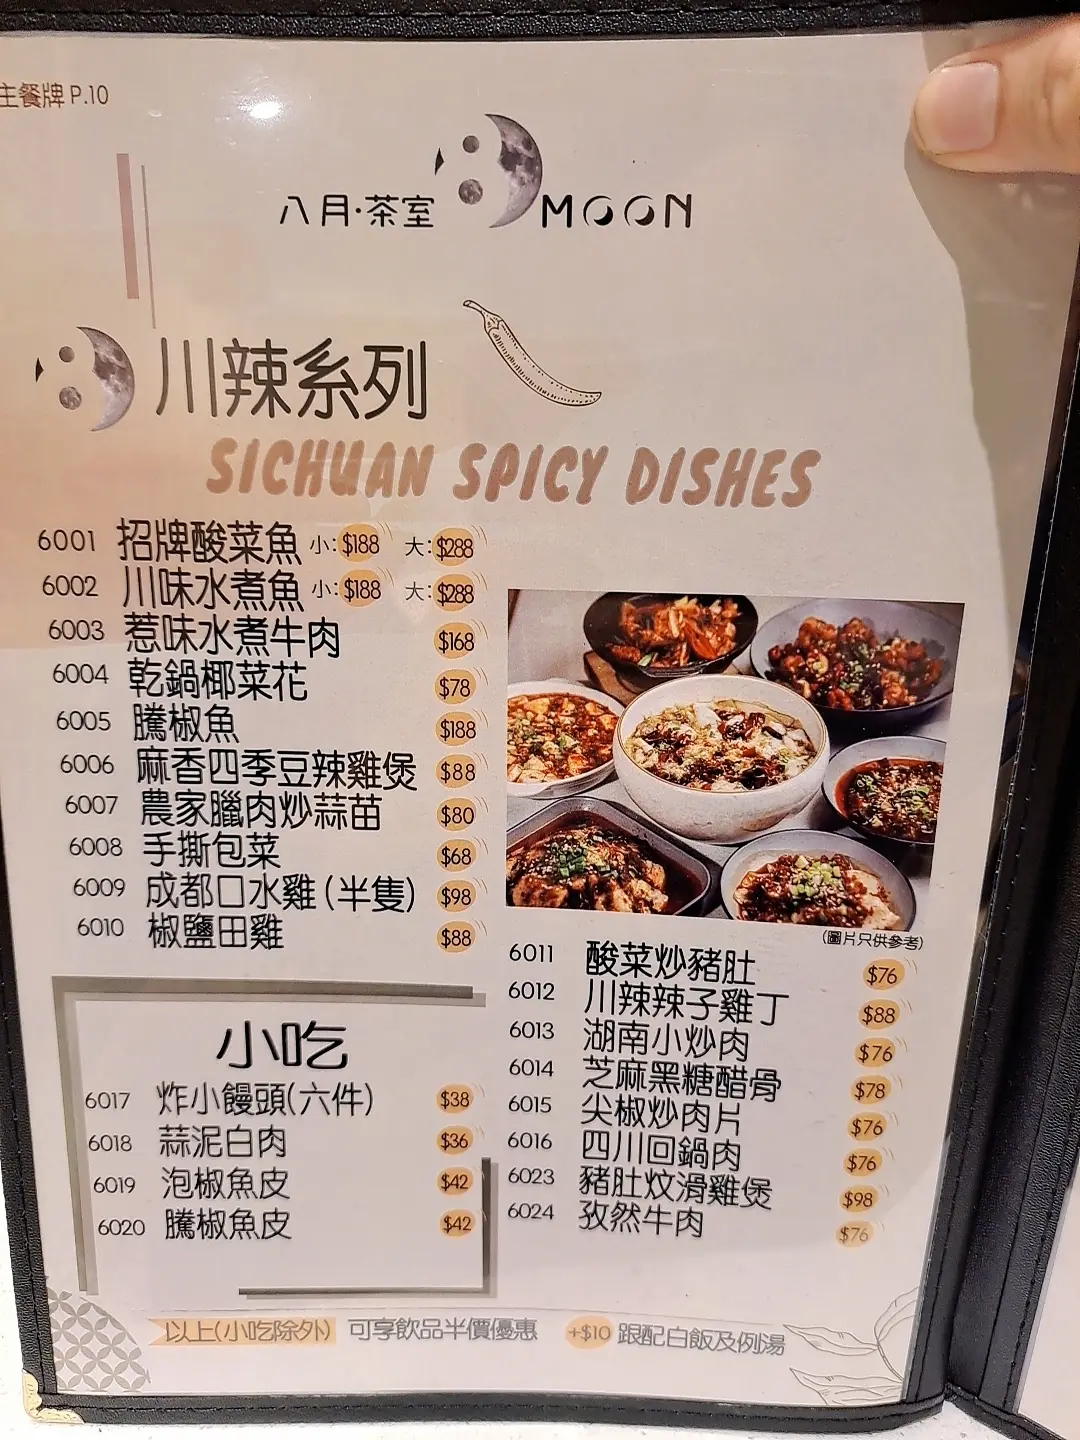 主餐牌 P.10
八月·茶室 8 MOON
川辣系列
SICHUAN SPICY DISHES
6001 招牌酸菜魚 小:$188 大:$288
6002 川味水煮魚 小:$188 大:$288
6003 惹味水煮牛肉 $168
6004 乾鍋椰菜花 $78
6005 騰椒魚 $188
6006 麻香四季豆辣雞煲 $88
6007 農家臘肉炒蒜苗 $80
6008 手撕包菜 $68
6009 成都口水雞(半隻) $98
6010 椒鹽田雞 $88
(圖片只供參考)
6011 酸菜炒豬肚 $76
6012 川辣辣子雞丁 $88
6013 湖南小炒肉 $76
6014 芝麻黑糖醋骨 $78
6015 尖椒炒肉片 $76
6016 四川回鍋肉 $76
6023 豬肚炆滑雞煲 $98
6024 孜然牛肉 $76
小吃
6017 炸小饅頭(六件) $38
6018 蒜泥白肉 $36
6019 泡椒魚皮 $42
6020 騰椒魚皮 $42
以上(小吃除外) 可享飲品半價優惠 +$10 跟配白飯及例湯